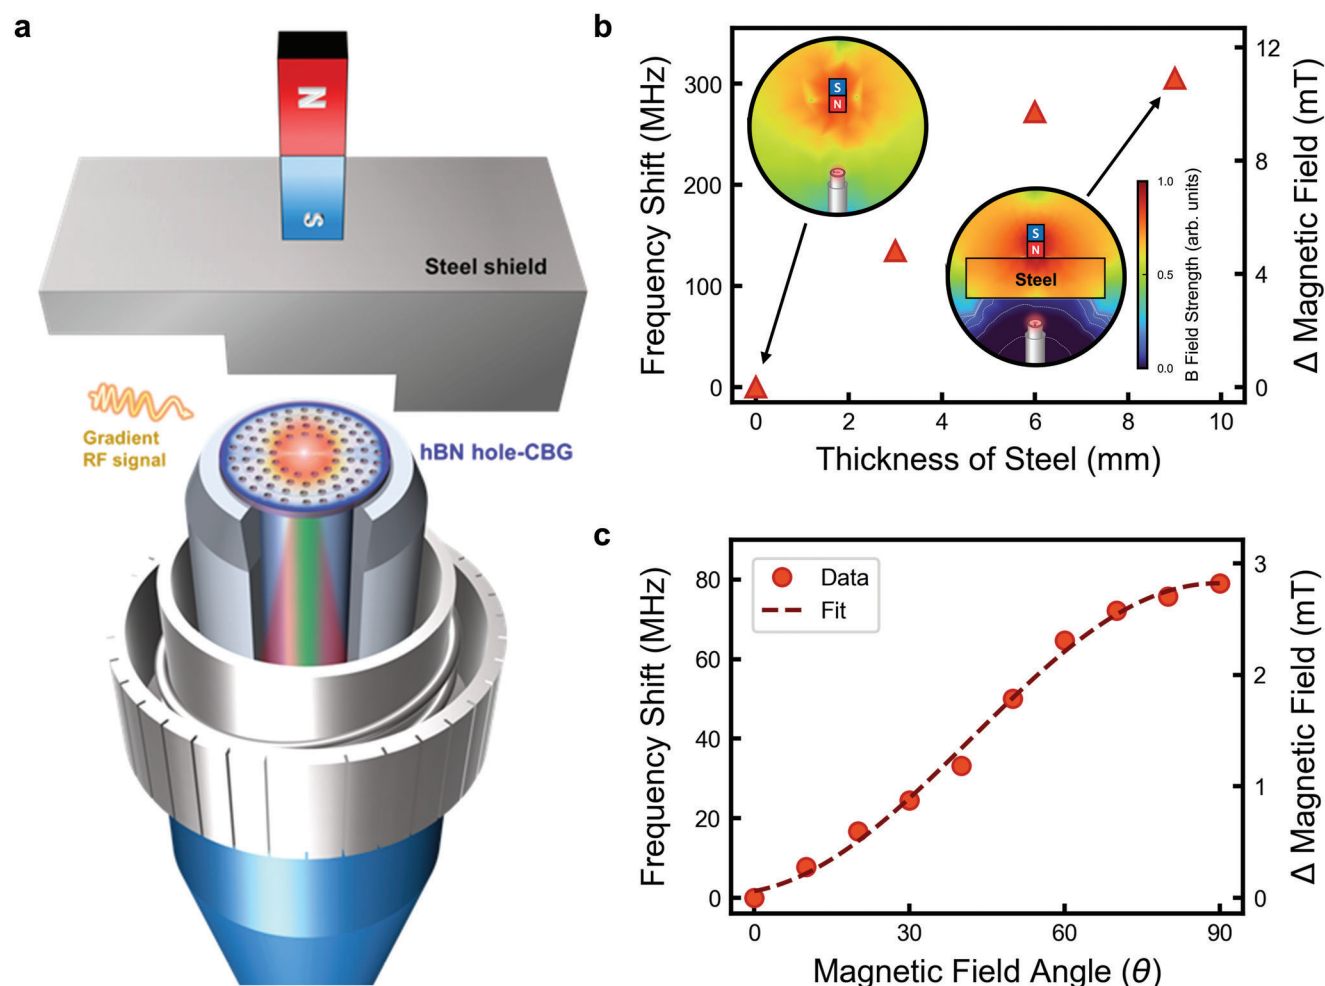 a
N
S
Steel shield
Gradient
RF signal
hBN hole-CBG
b
Frequency Shift (MHz)
300
200
100
0
0
2
4
6
8
10
Thickness of Steel (mm)
12
8
4
0
Δ Magnetic Field (mT)
S
N
S
N
Steel
1.0
0.5
0.0
B Field Strength (arb. units)
c
Frequency Shift (MHz)
80
60
40
20
0
Data
Fit
0
30
60
90
Magnetic Field Angle (θ)
3
2
1
0
Δ Magnetic Field (mT)